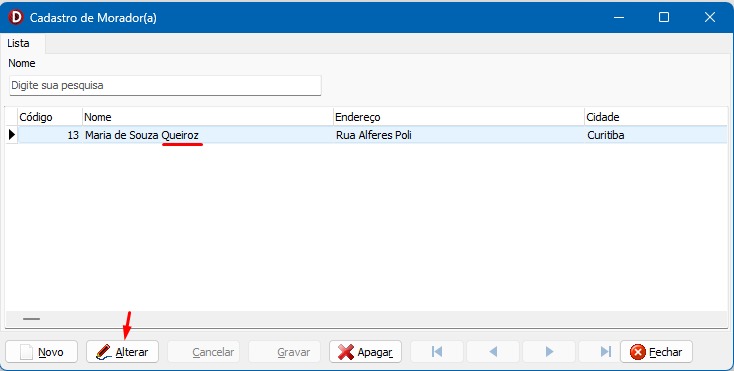 D Cadastro de Morador(a)
Lista
Nome
Digite sua pesquisa
Código Nome Endereço Cidade
13 Maria de Souza Queiroz Rua Alferes Poli Curitiba
Novo Alterar Cancelar Gravar Apagar Fechar